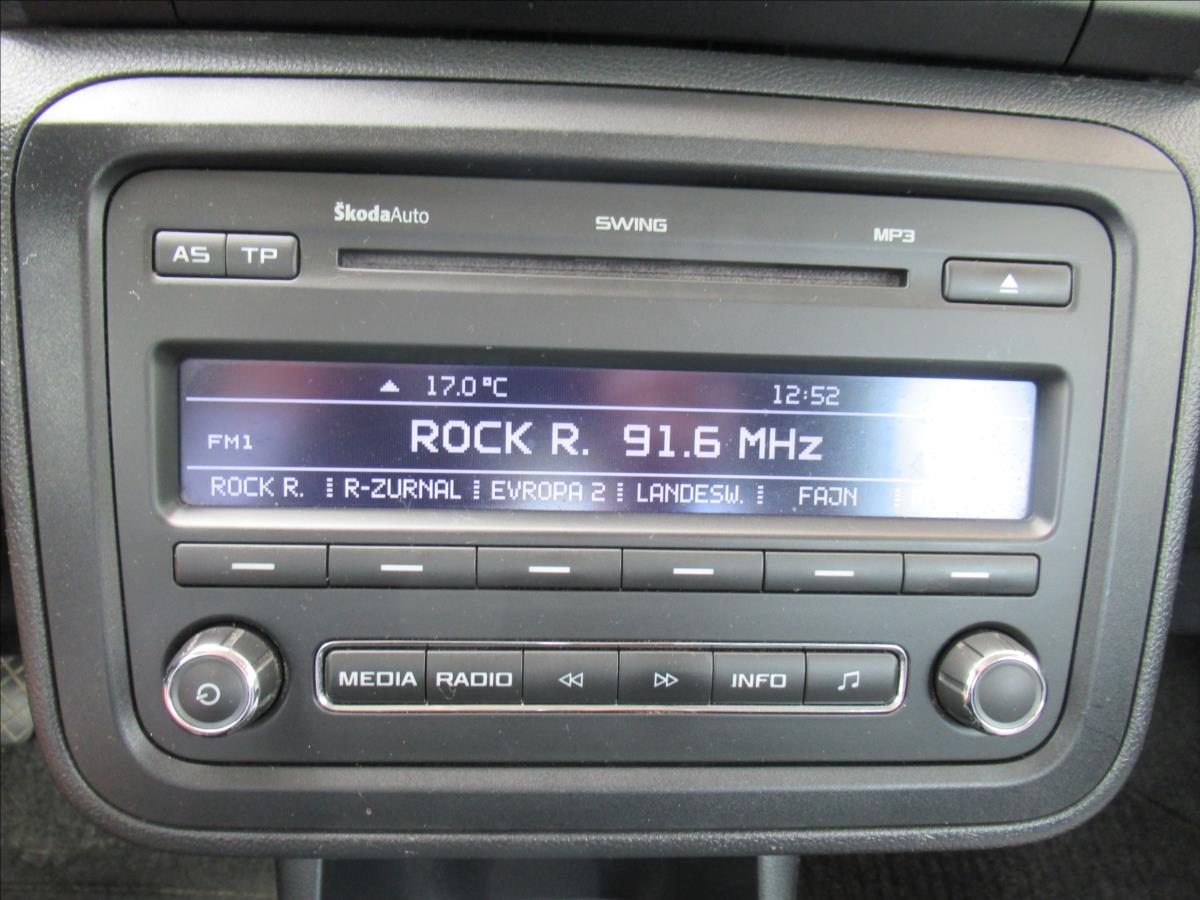 ŠkodaAuto SWING MP3
AS TP
17.0°C 12:52
FM1 ROCK R. 91.6 MHz
ROCK R. R-ZURNAL EVROPA 2 LANDESW. FAJN
MEDIA RADIO INFO